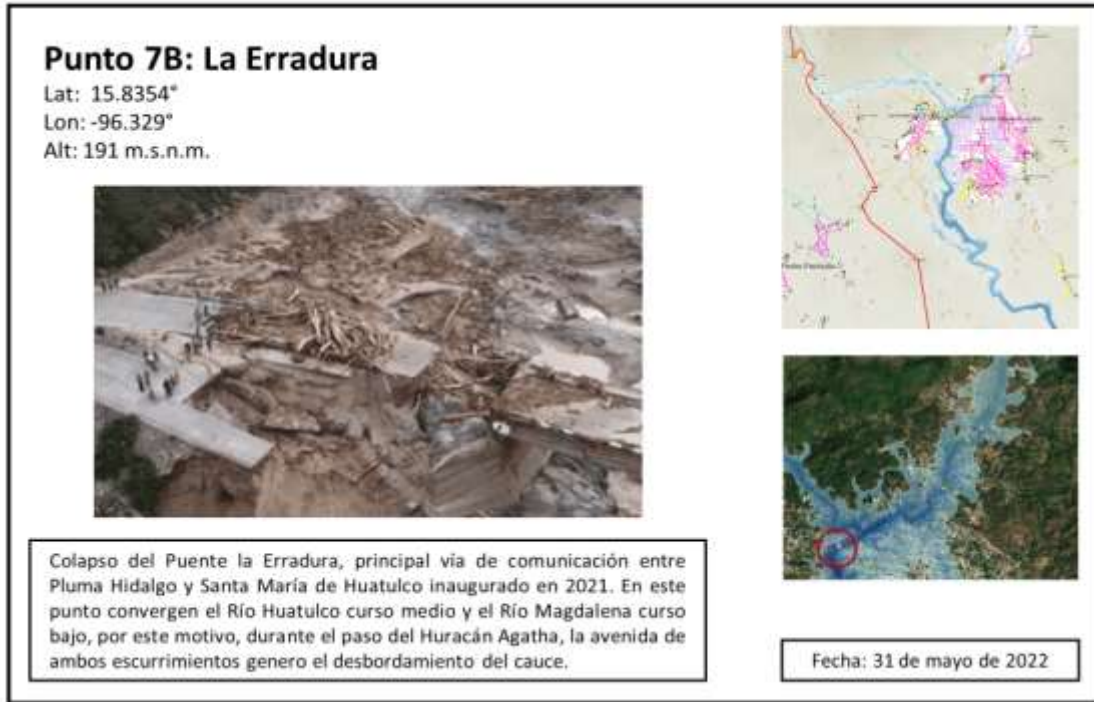 Punto 7B: La Erradura
Lat: 15.8354°
Lon: -96.329°
Alt: 191 m.s.n.m.
Colapso del Puente la Erradura, principal vía de comunicación entre
Pluma Hidalgo y Santa María de Huatulco inaugurado en 2021. En este
punto convergen el Río Huatulco curso medio y el Río Magdalena curso
bajo, por este motivo, durante el paso del Huracán Agatha, la avenida de
ambos escurrimientos genero el desbordamiento del cauce.
Fecha: 31 de mayo de 2022